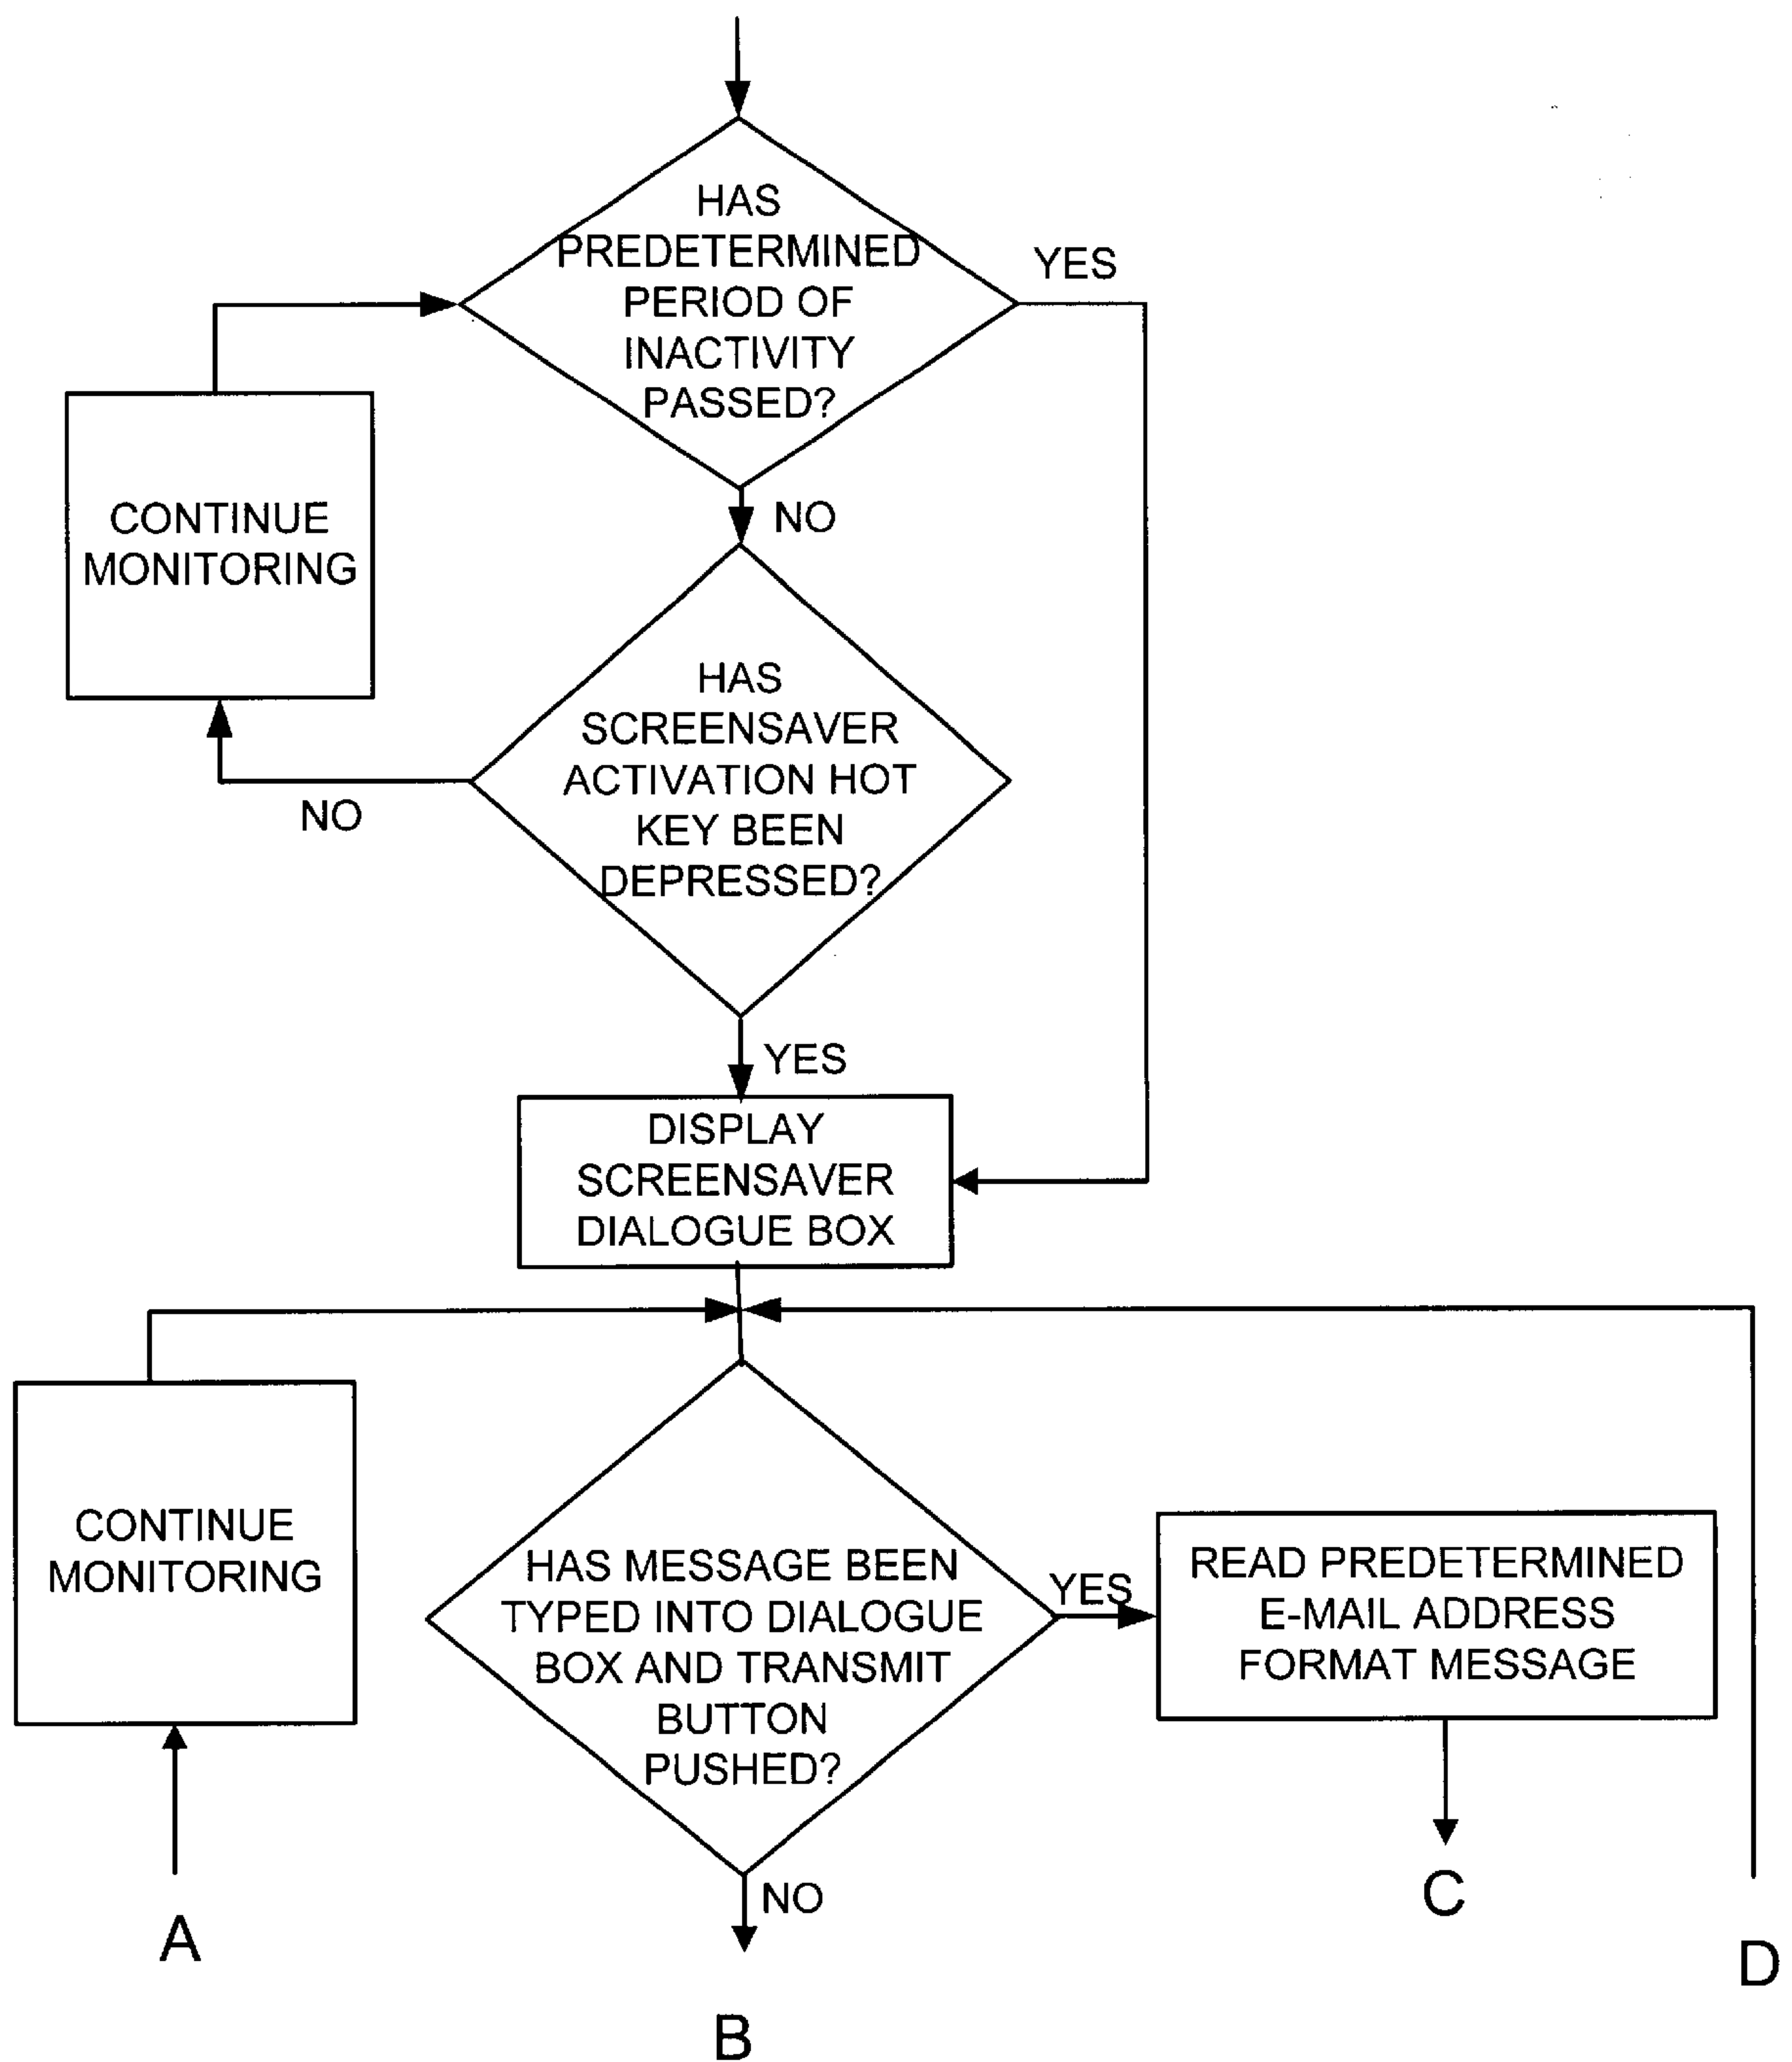 HAS
PREDETERMINED
PERIOD OF
INACTIVITY
PASSED?
YES
NO
CONTINUE
MONITORING
HAS
SCREENSAVER
ACTIVATION HOT
KEY BEEN
DEPRESSED?
NO
YES
DISPLAY
SCREENSAVER
DIALOGUE BOX
CONTINUE
MONITORING
HAS MESSAGE BEEN
TYPED INTO DIALOGUE
BOX AND TRANSMIT
BUTTON
PUSHED?
YES
READ PREDETERMINED
E-MAIL ADDRESS
FORMAT MESSAGE
NO
A
B
C
D